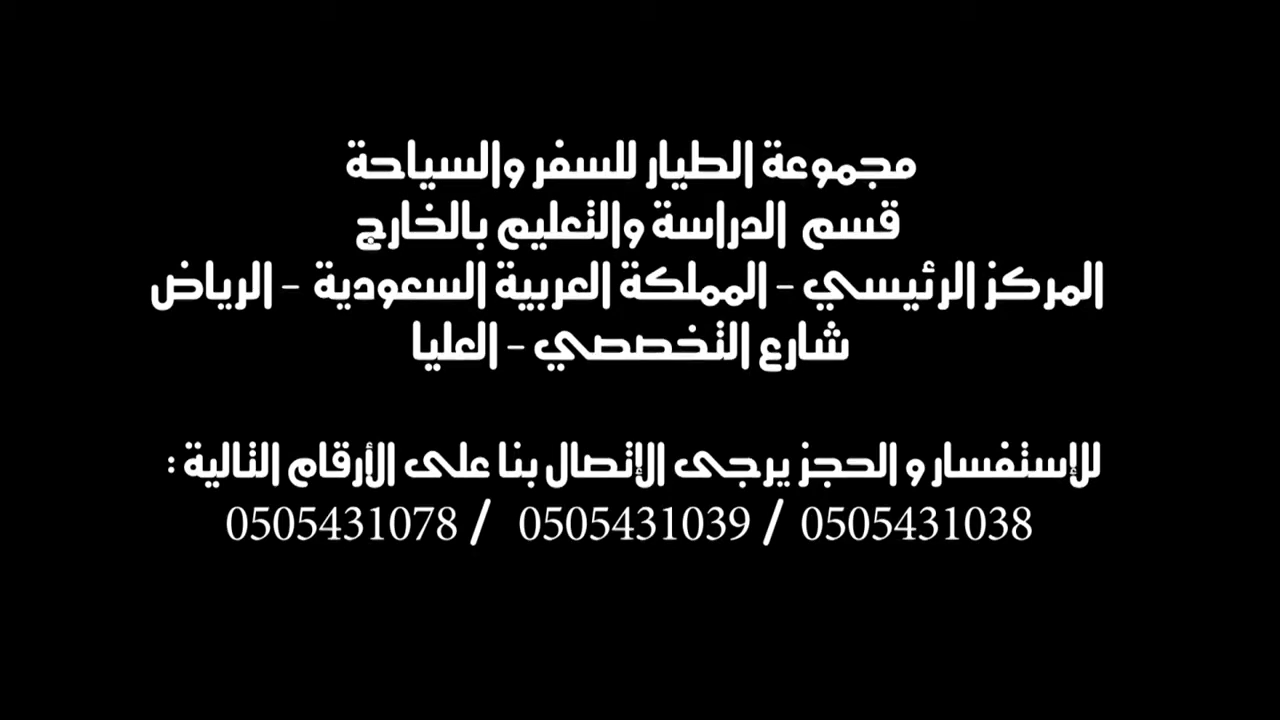 مجموعة الطيار للسفر والسياحة
قسم الدراسة والتعليم بالخارج
المركز الرئيسي - المملكة العربية السعودية - الرياض
شارع التخصصي - العليا
للإستفسار و الحجز يرجى الإتصال بنا على الأرقام التالية :
0505431078 / 0505431039 / 0505431038